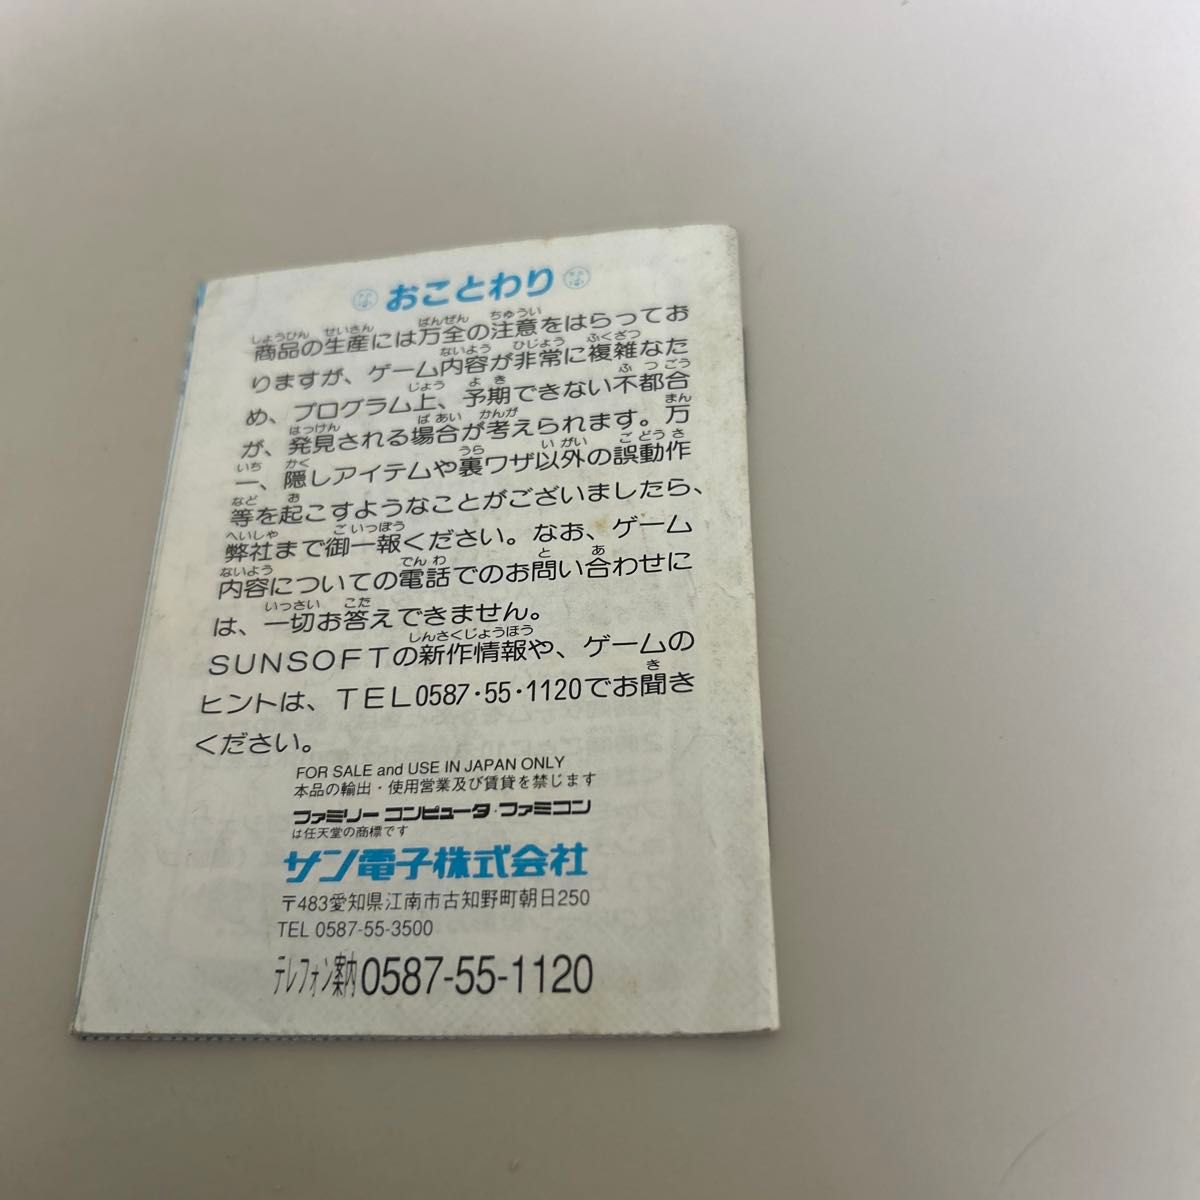 おことわり
商品の生産には万全の注意をはらってお
りますが、ゲーム内容が非常に複雑なた
め、プログラム上、予期できない不都合
が、発見される場合が考えられます。万
一、隠しアイテムや裏ワザ以外の誤動作
等を起こすようなことがございましたら、
弊社まで御一報ください。なお、ゲーム
内容についての電話でのお問い合わせに
は、一切お答えできません。
SUNSOFTの新作情報や、ゲームの
ヒントは、TEL0587・55・1120でお聞き
ください。
FOR SALE and USE IN JAPAN ONLY
本品の輸出・使用営業及び賃貸を禁じます
ファミリーコンピュータ・ファミコン
は任天堂の商標です
サン電子株式会社
〒483愛知県江南市古知野町朝日250
TEL 0587-55-3500
テレフォン案内0587-55-1120